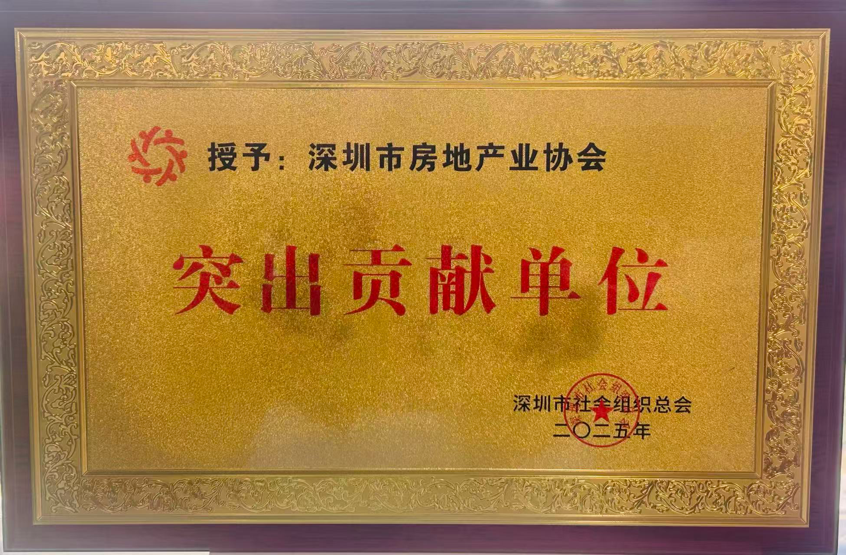 授予：深圳市房地产业协会
突出贡献单位
深圳市社会组织总会
二〇二五年